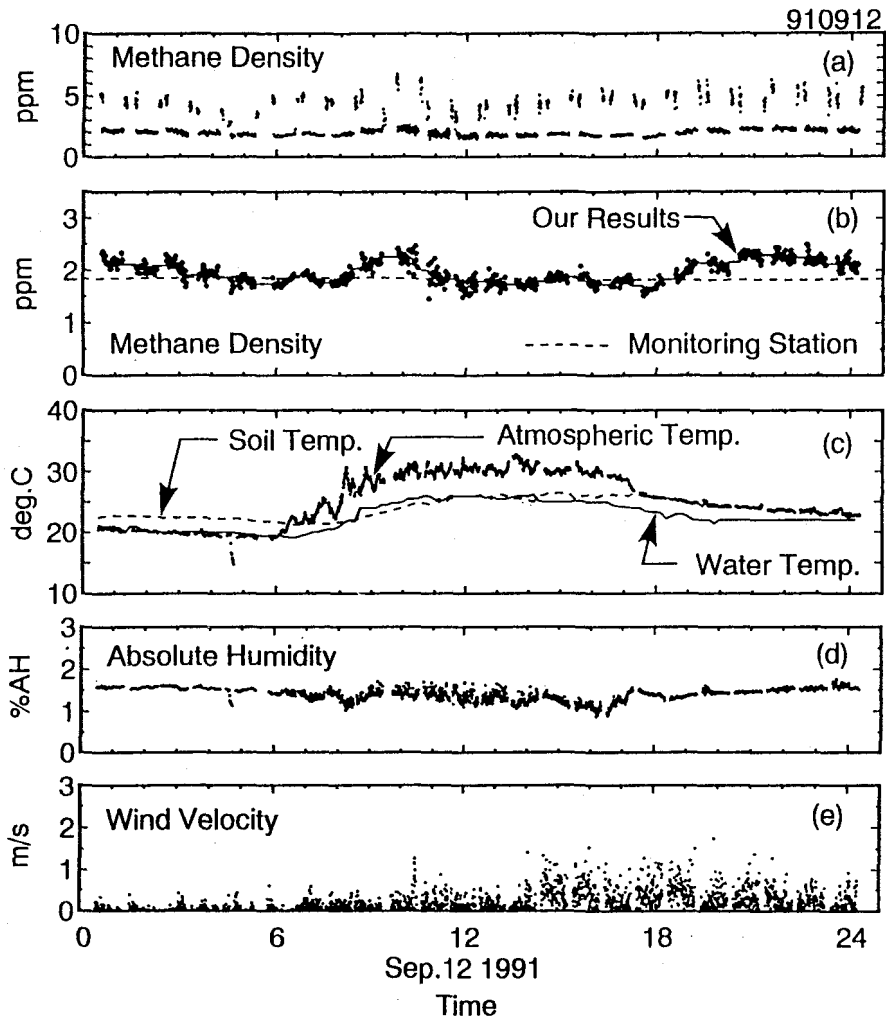 910912
10
Methane Density
(a)
ppm
5
0
3
Our Results
(b)
ppm
2
1
Methane Density
Monitoring Station
0
40
Soil Temp.
Atmospheric Temp.
(c)
deg.C
30
20
Water Temp.
10
3
Absolute Humidity
(d)
%AH
2
1
0
3
Wind Velocity
(e)
m/s
2
1
0
0 6 12 18 24
Sep.12 1991
Time